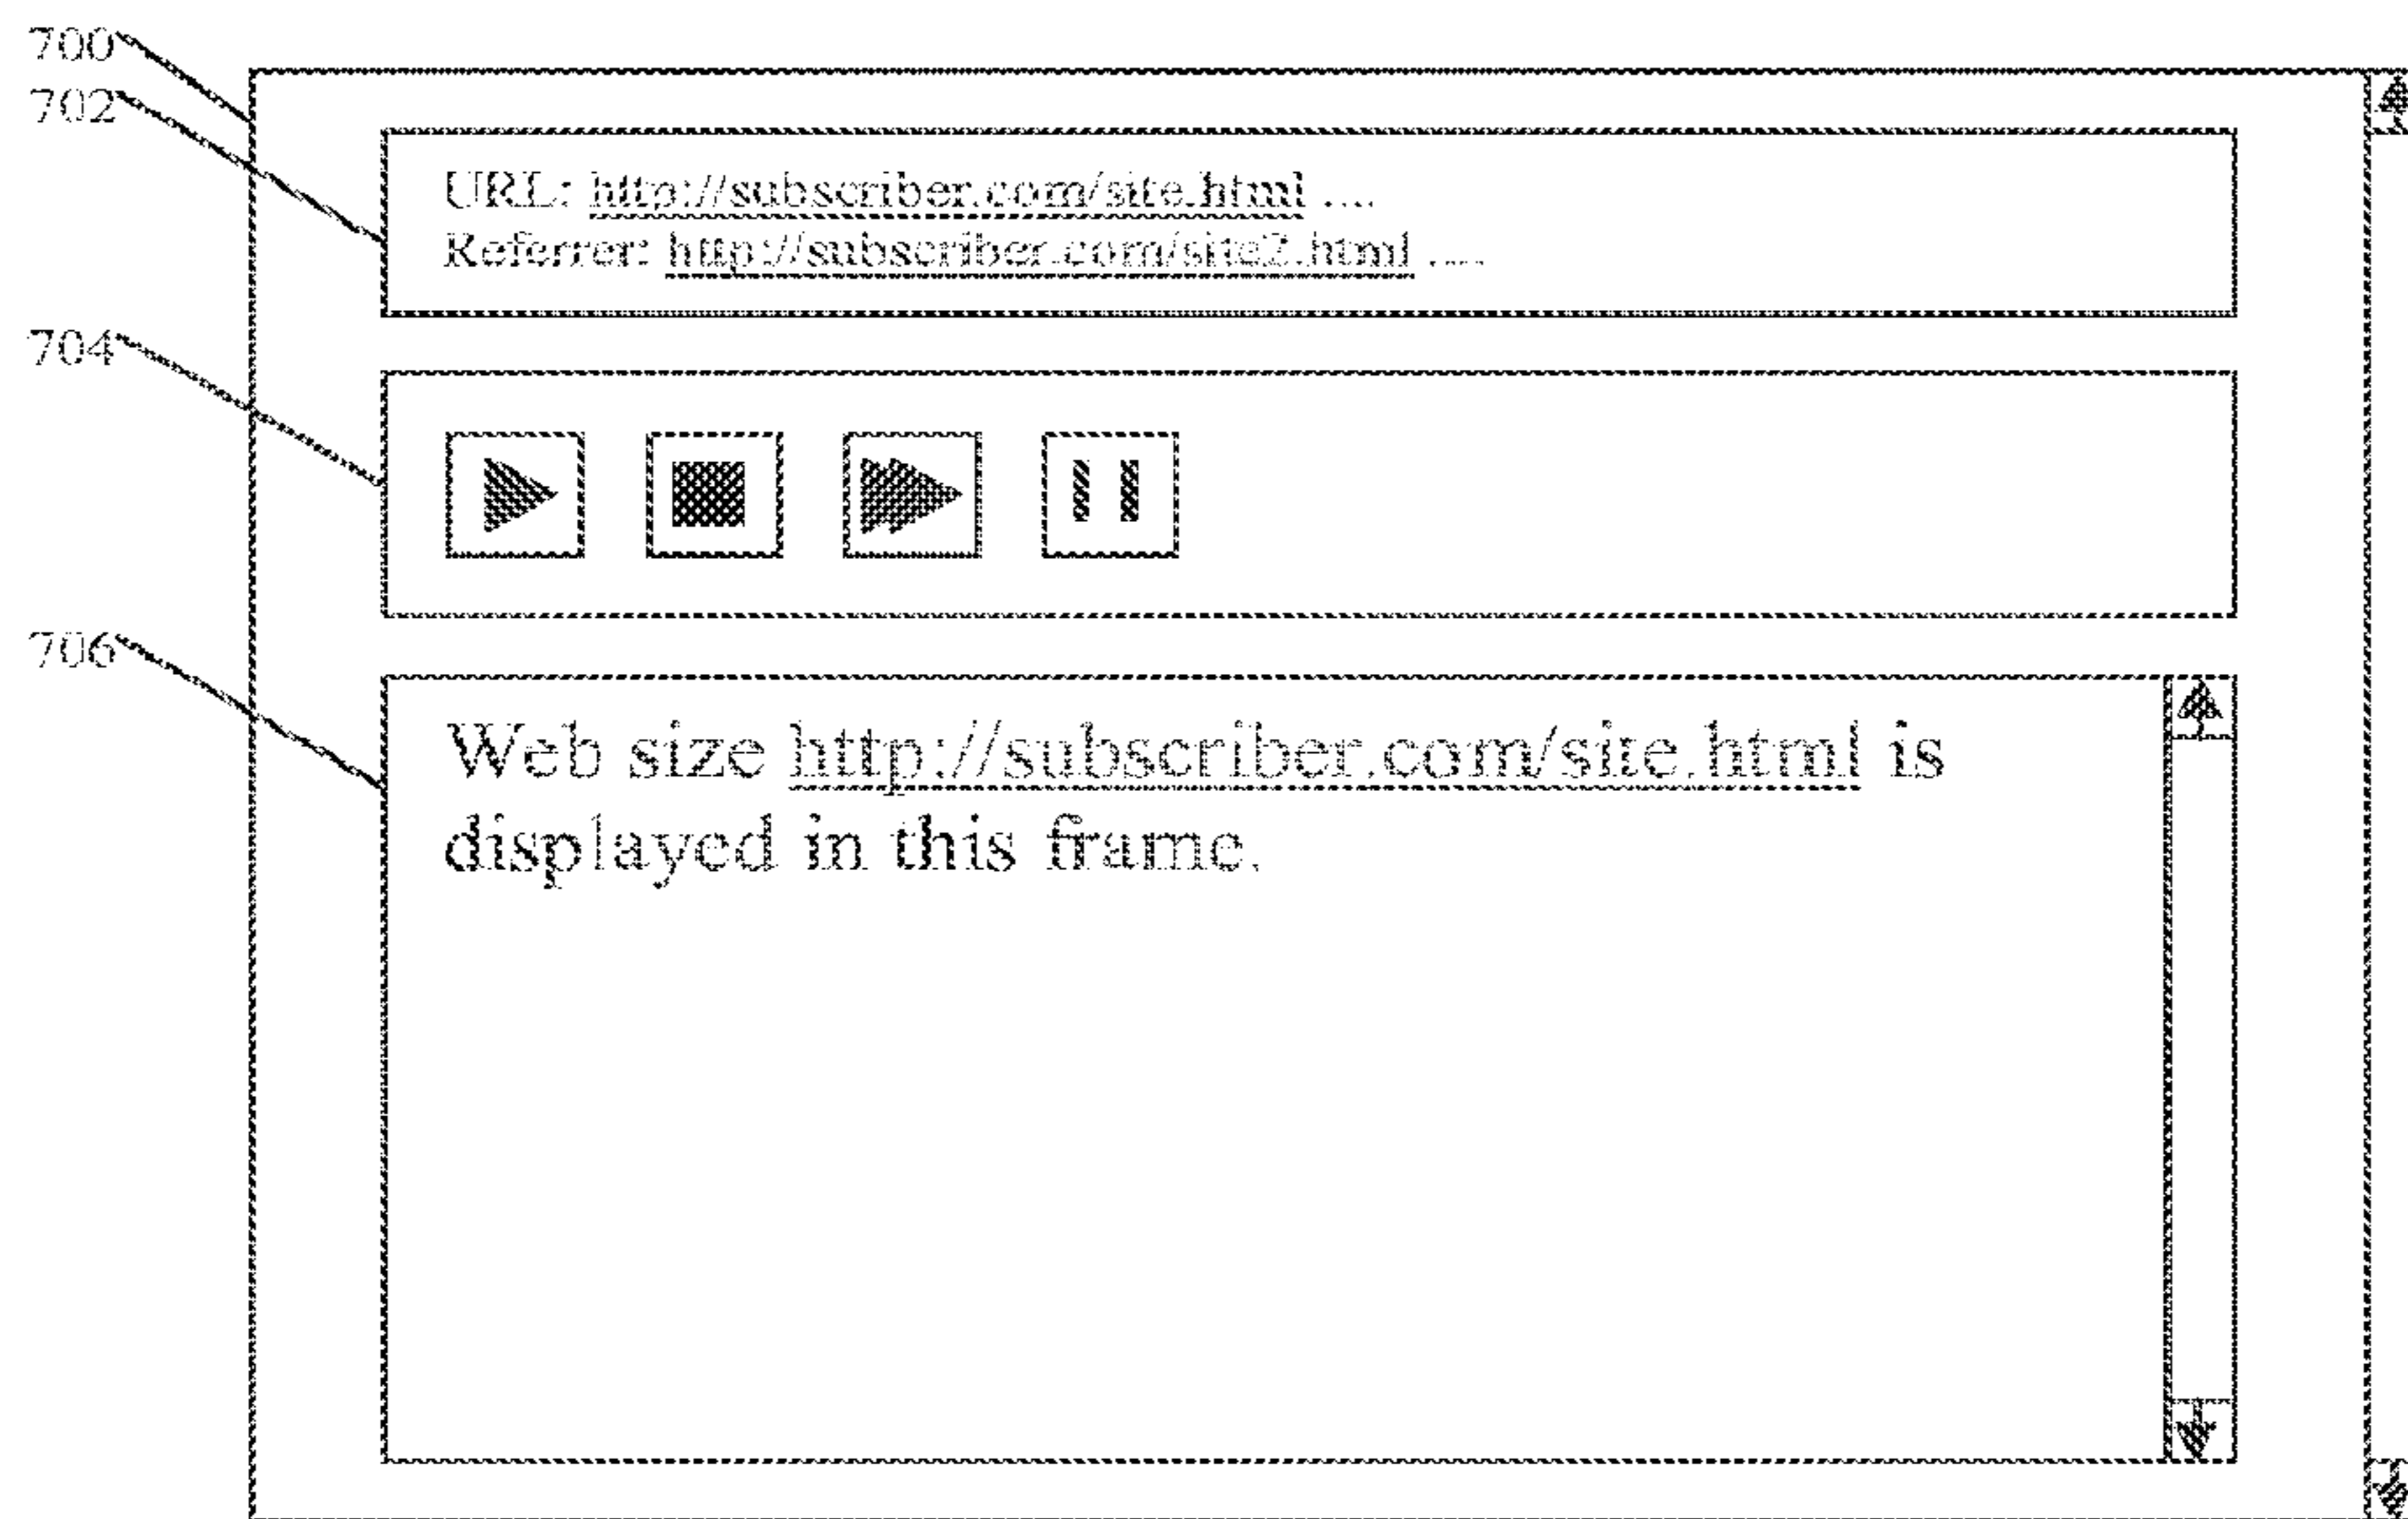 700
702
URL: http://subscriber.com/site.html ....
Referrer: http://subscriber.com/site2.html ....
704
706
Web size http://subscriber.com/site.html is
displayed in this frame.